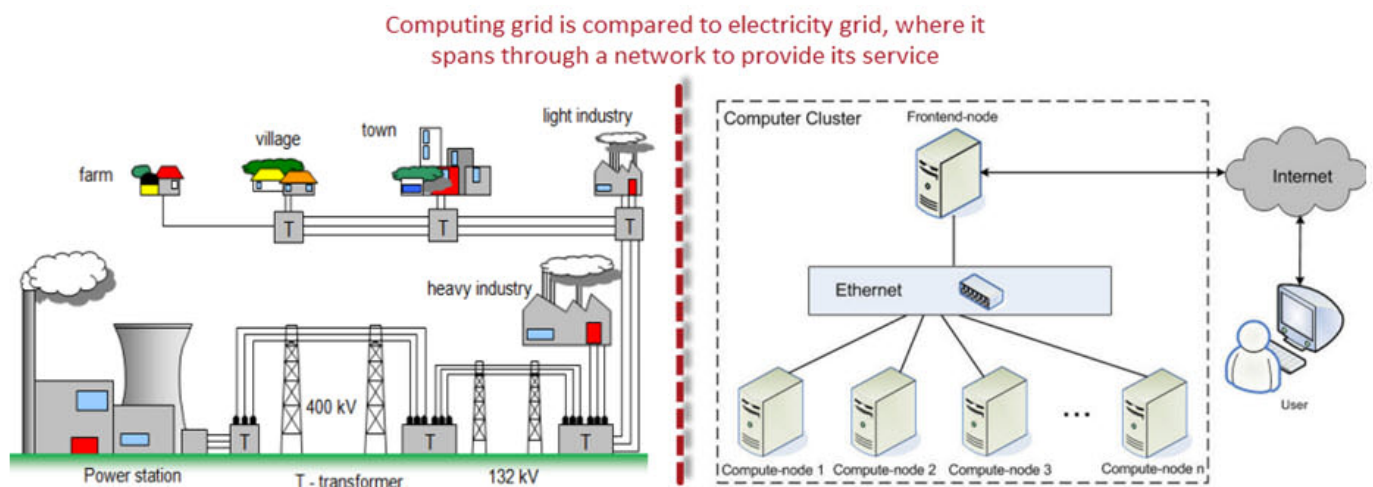 Computing grid is compared to electricity grid, where it
spans through a network to provide its service
farm
village
town
light industry
T
T
T
heavy industry
400 kV
T
T
T
Power station
T - transformer
132 kV
Computer Cluster
Frontend-node
Internet
Ethernet
User
...
Compute-node 1
Compute-node 2
Compute-node 3
Compute-node n